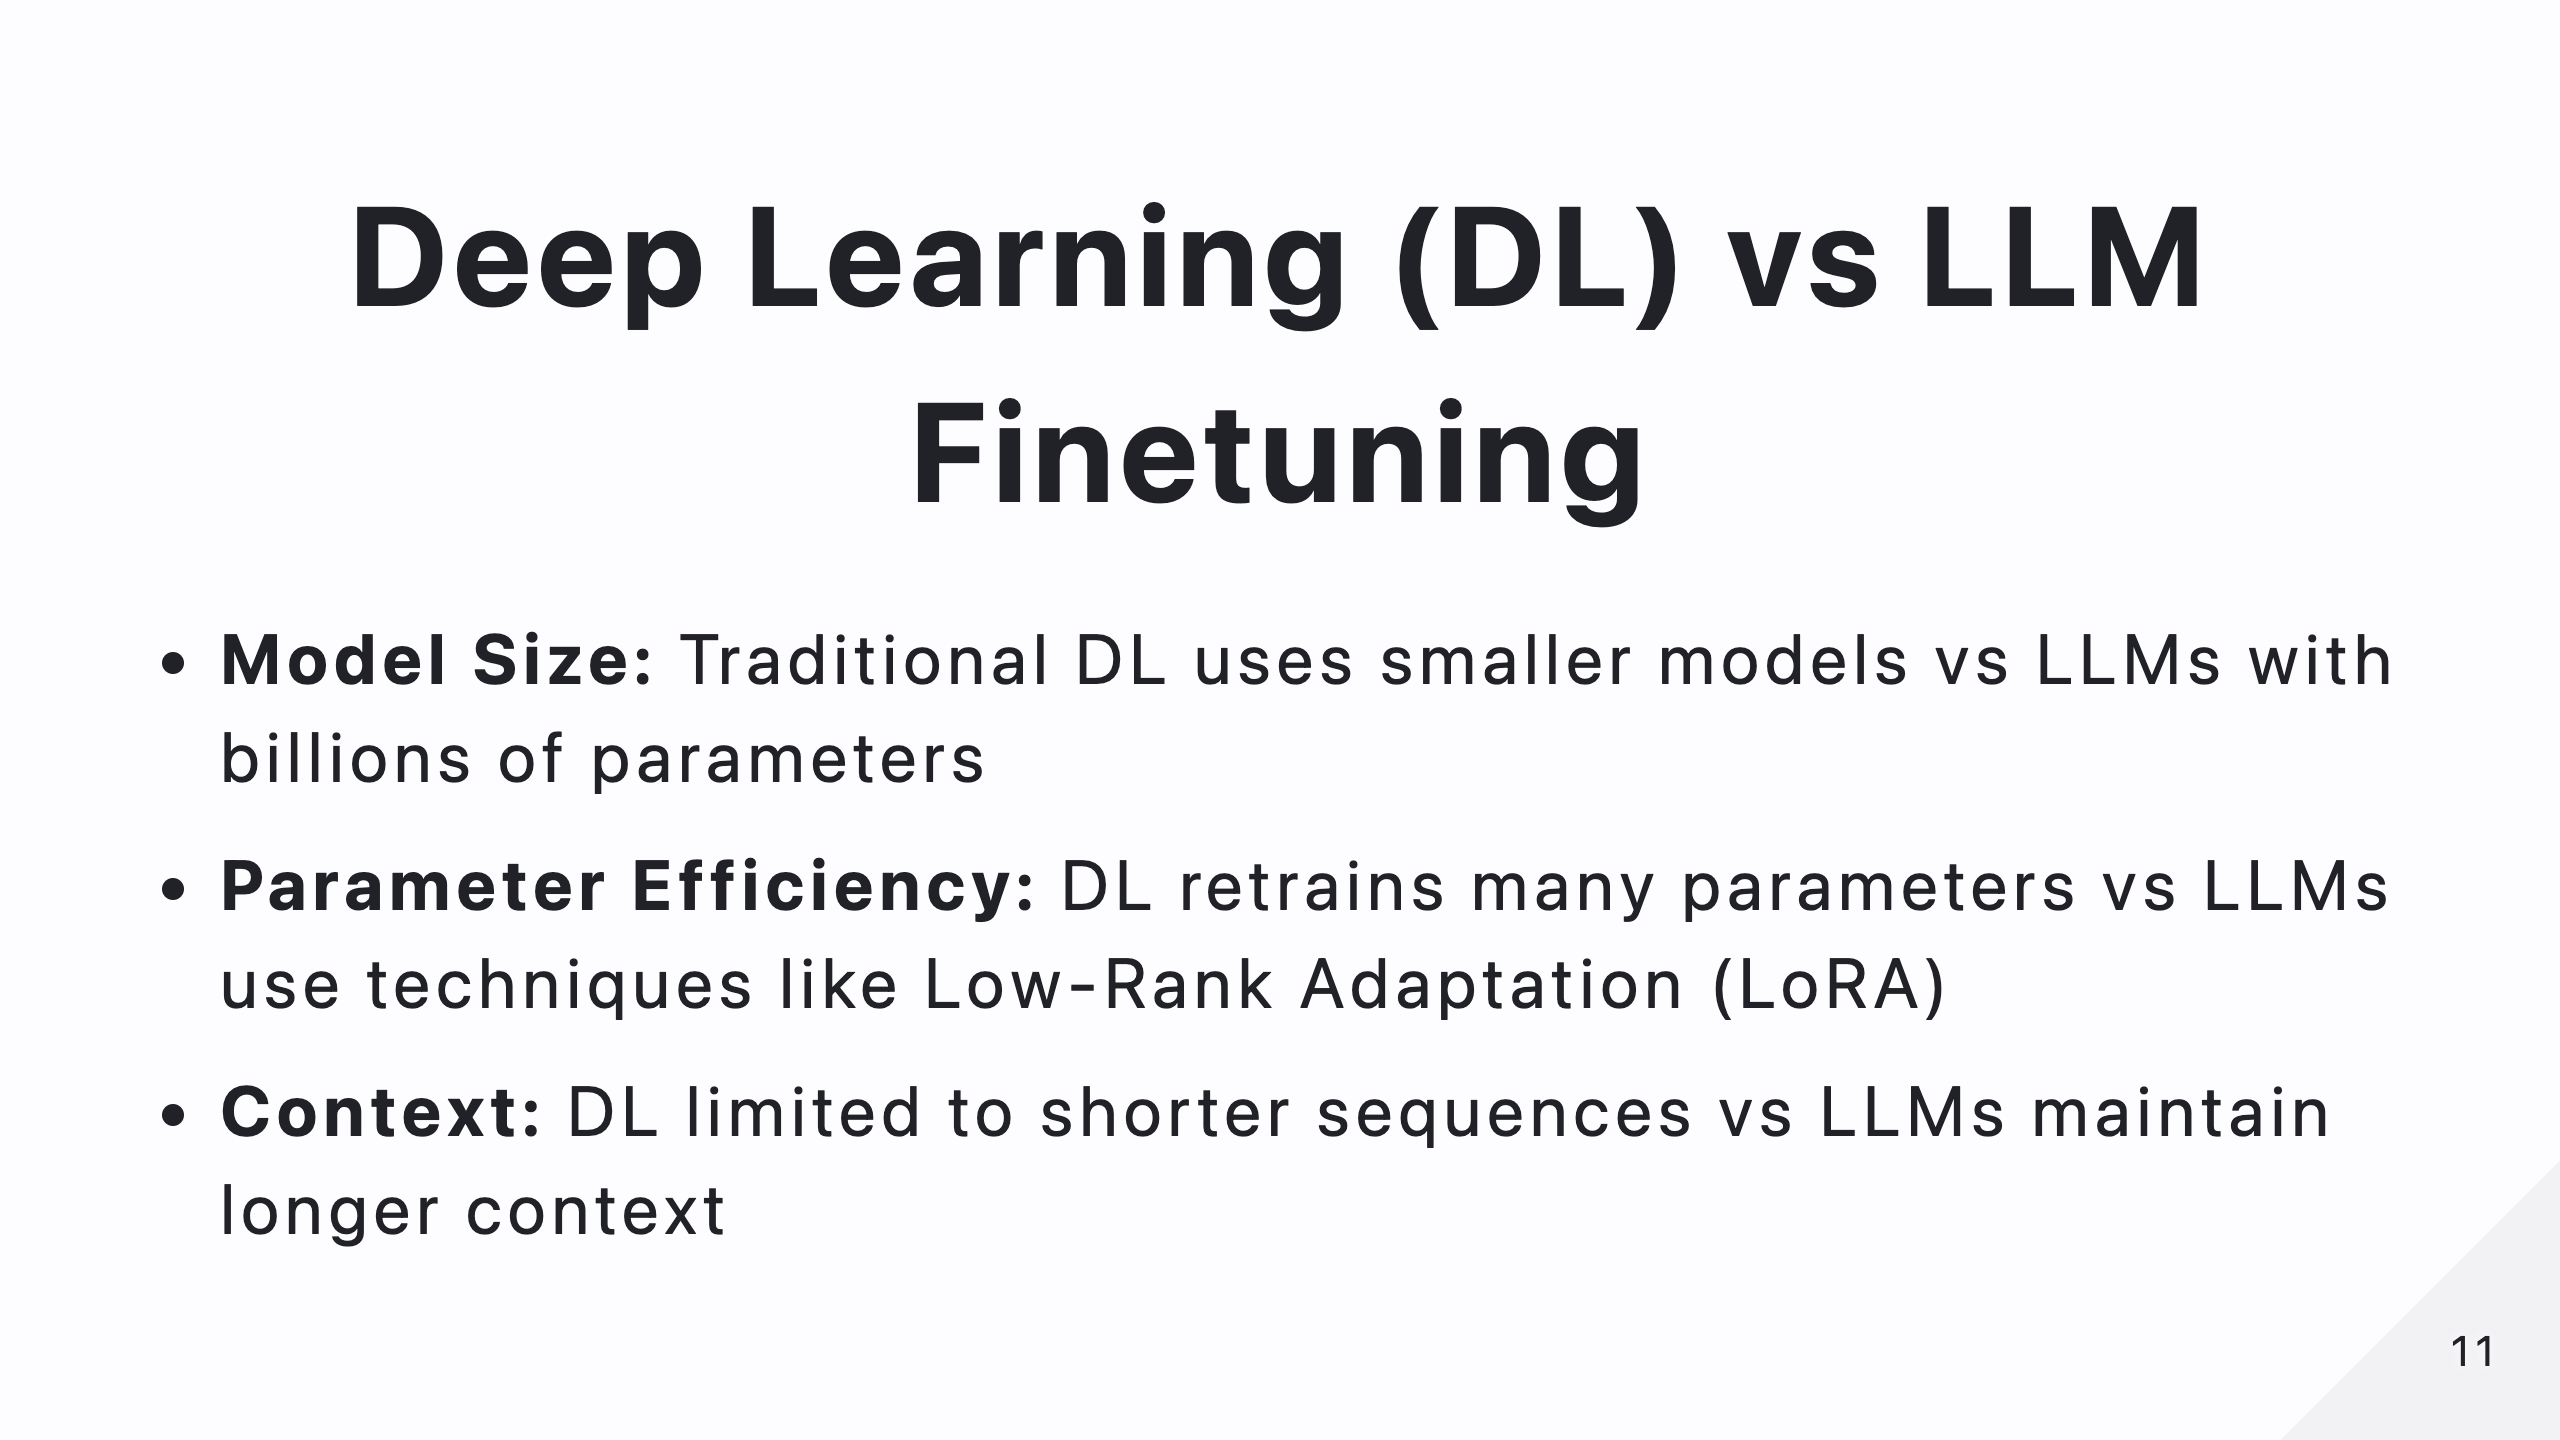 Deep Learning (DL) vs LLM
Finetuning
• Model Size: Traditional DL uses smaller models vs LLMs with
billions of parameters
• Parameter Efficiency: DL retrains many parameters vs LLMs
use techniques like Low-Rank Adaptation (LoRA)
• Context: DL limited to shorter sequences vs LLMs maintain
longer context
11